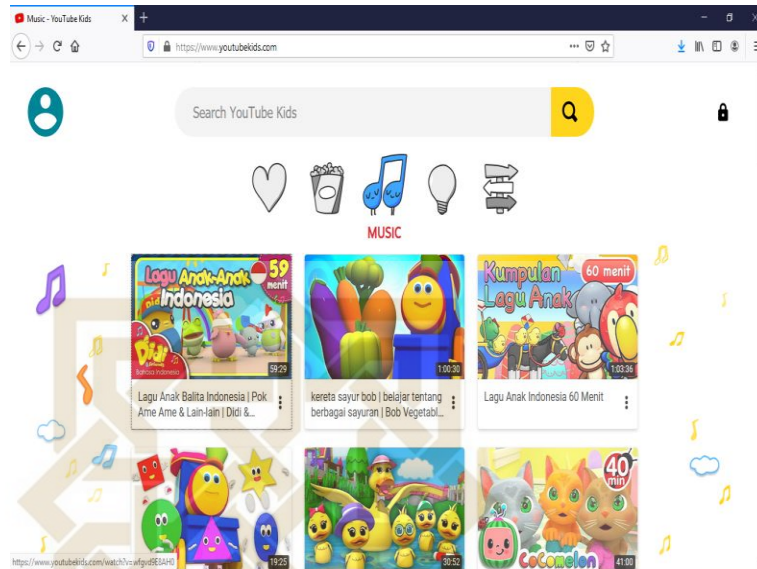 Music - YouTube Kids
https://www.youtubekids.com
Search YouTube Kids
MUSIC
Lagu Anak-Anak
Indonesia
59
menit
Didi
Bahasa Indonesia
59:29
Lagu Anak Balita Indonesia | Pok
Ame Ame & Lain-lain | Didi &...
1:00:30
kereta sayur bob | belajar tentang
berbagai sayuran | Bob Vegetabl...
Kumpulan
Lagu Anak
60 menit
1:03:36
Lagu Anak Indonesia 60 Menit
19:25
30:52
40
min
CoComelon
41:00